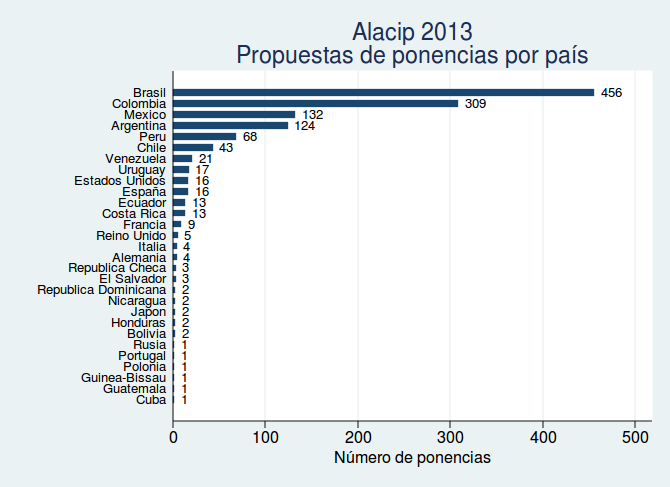 Alacip 2013
Propuestas de ponencias por país
Brasil 456
Colombia 309
Mexico 132
Argentina 124
Peru 68
Chile 43
Venezuela 21
Uruguay 17
Estados Unidos 16
España 16
Ecuador 13
Costa Rica 13
Francia 9
Reino Unido 5
Italia 4
Alemania 4
Republica Checa 3
El Salvador 3
Republica Dominicana 2
Nicaragua 2
Japon 2
Honduras 2
Bolivia 2
Rusia 1
Portugal 1
Polonia 1
Guinea-Bissau 1
Guatemala 1
Cuba 1
0 100 200 300 400 500
Número de ponencias